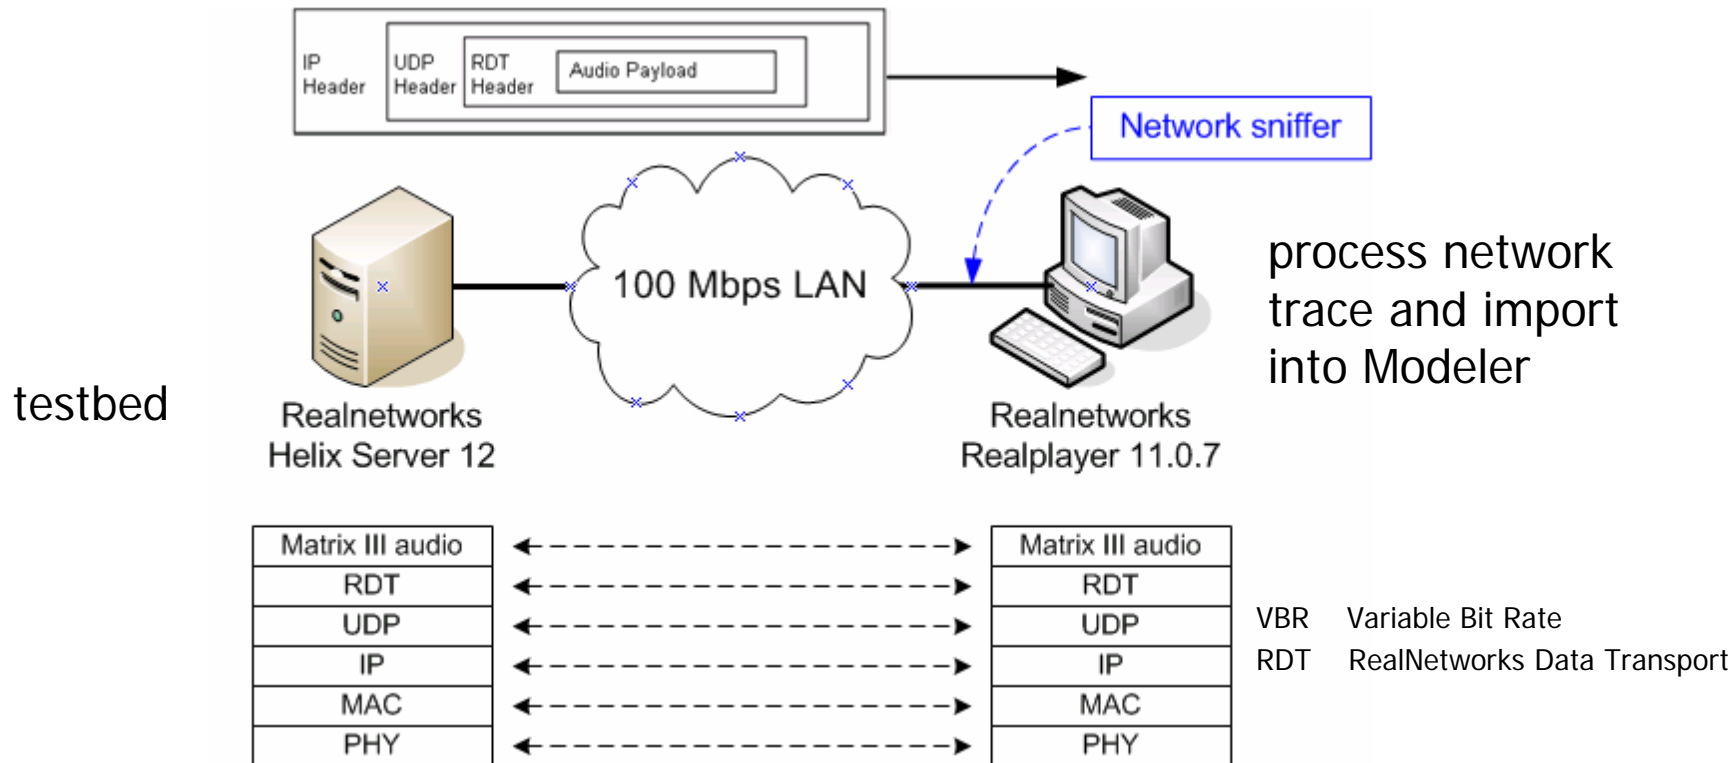 IP
Header
UDP
Header
RDT
Header
Audio Payload
Network sniffer
100 Mbps LAN
process network
trace and import
into Modeler
testbed
Realnetworks
Helix Server 12
Realnetworks
Realplayer 11.0.7
Matrix III audio
RDT
UDP
IP
MAC
PHY
Matrix III audio
RDT
UDP
IP
MAC
PHY
VBR Variable Bit Rate
RDT RealNetworks Data Transport